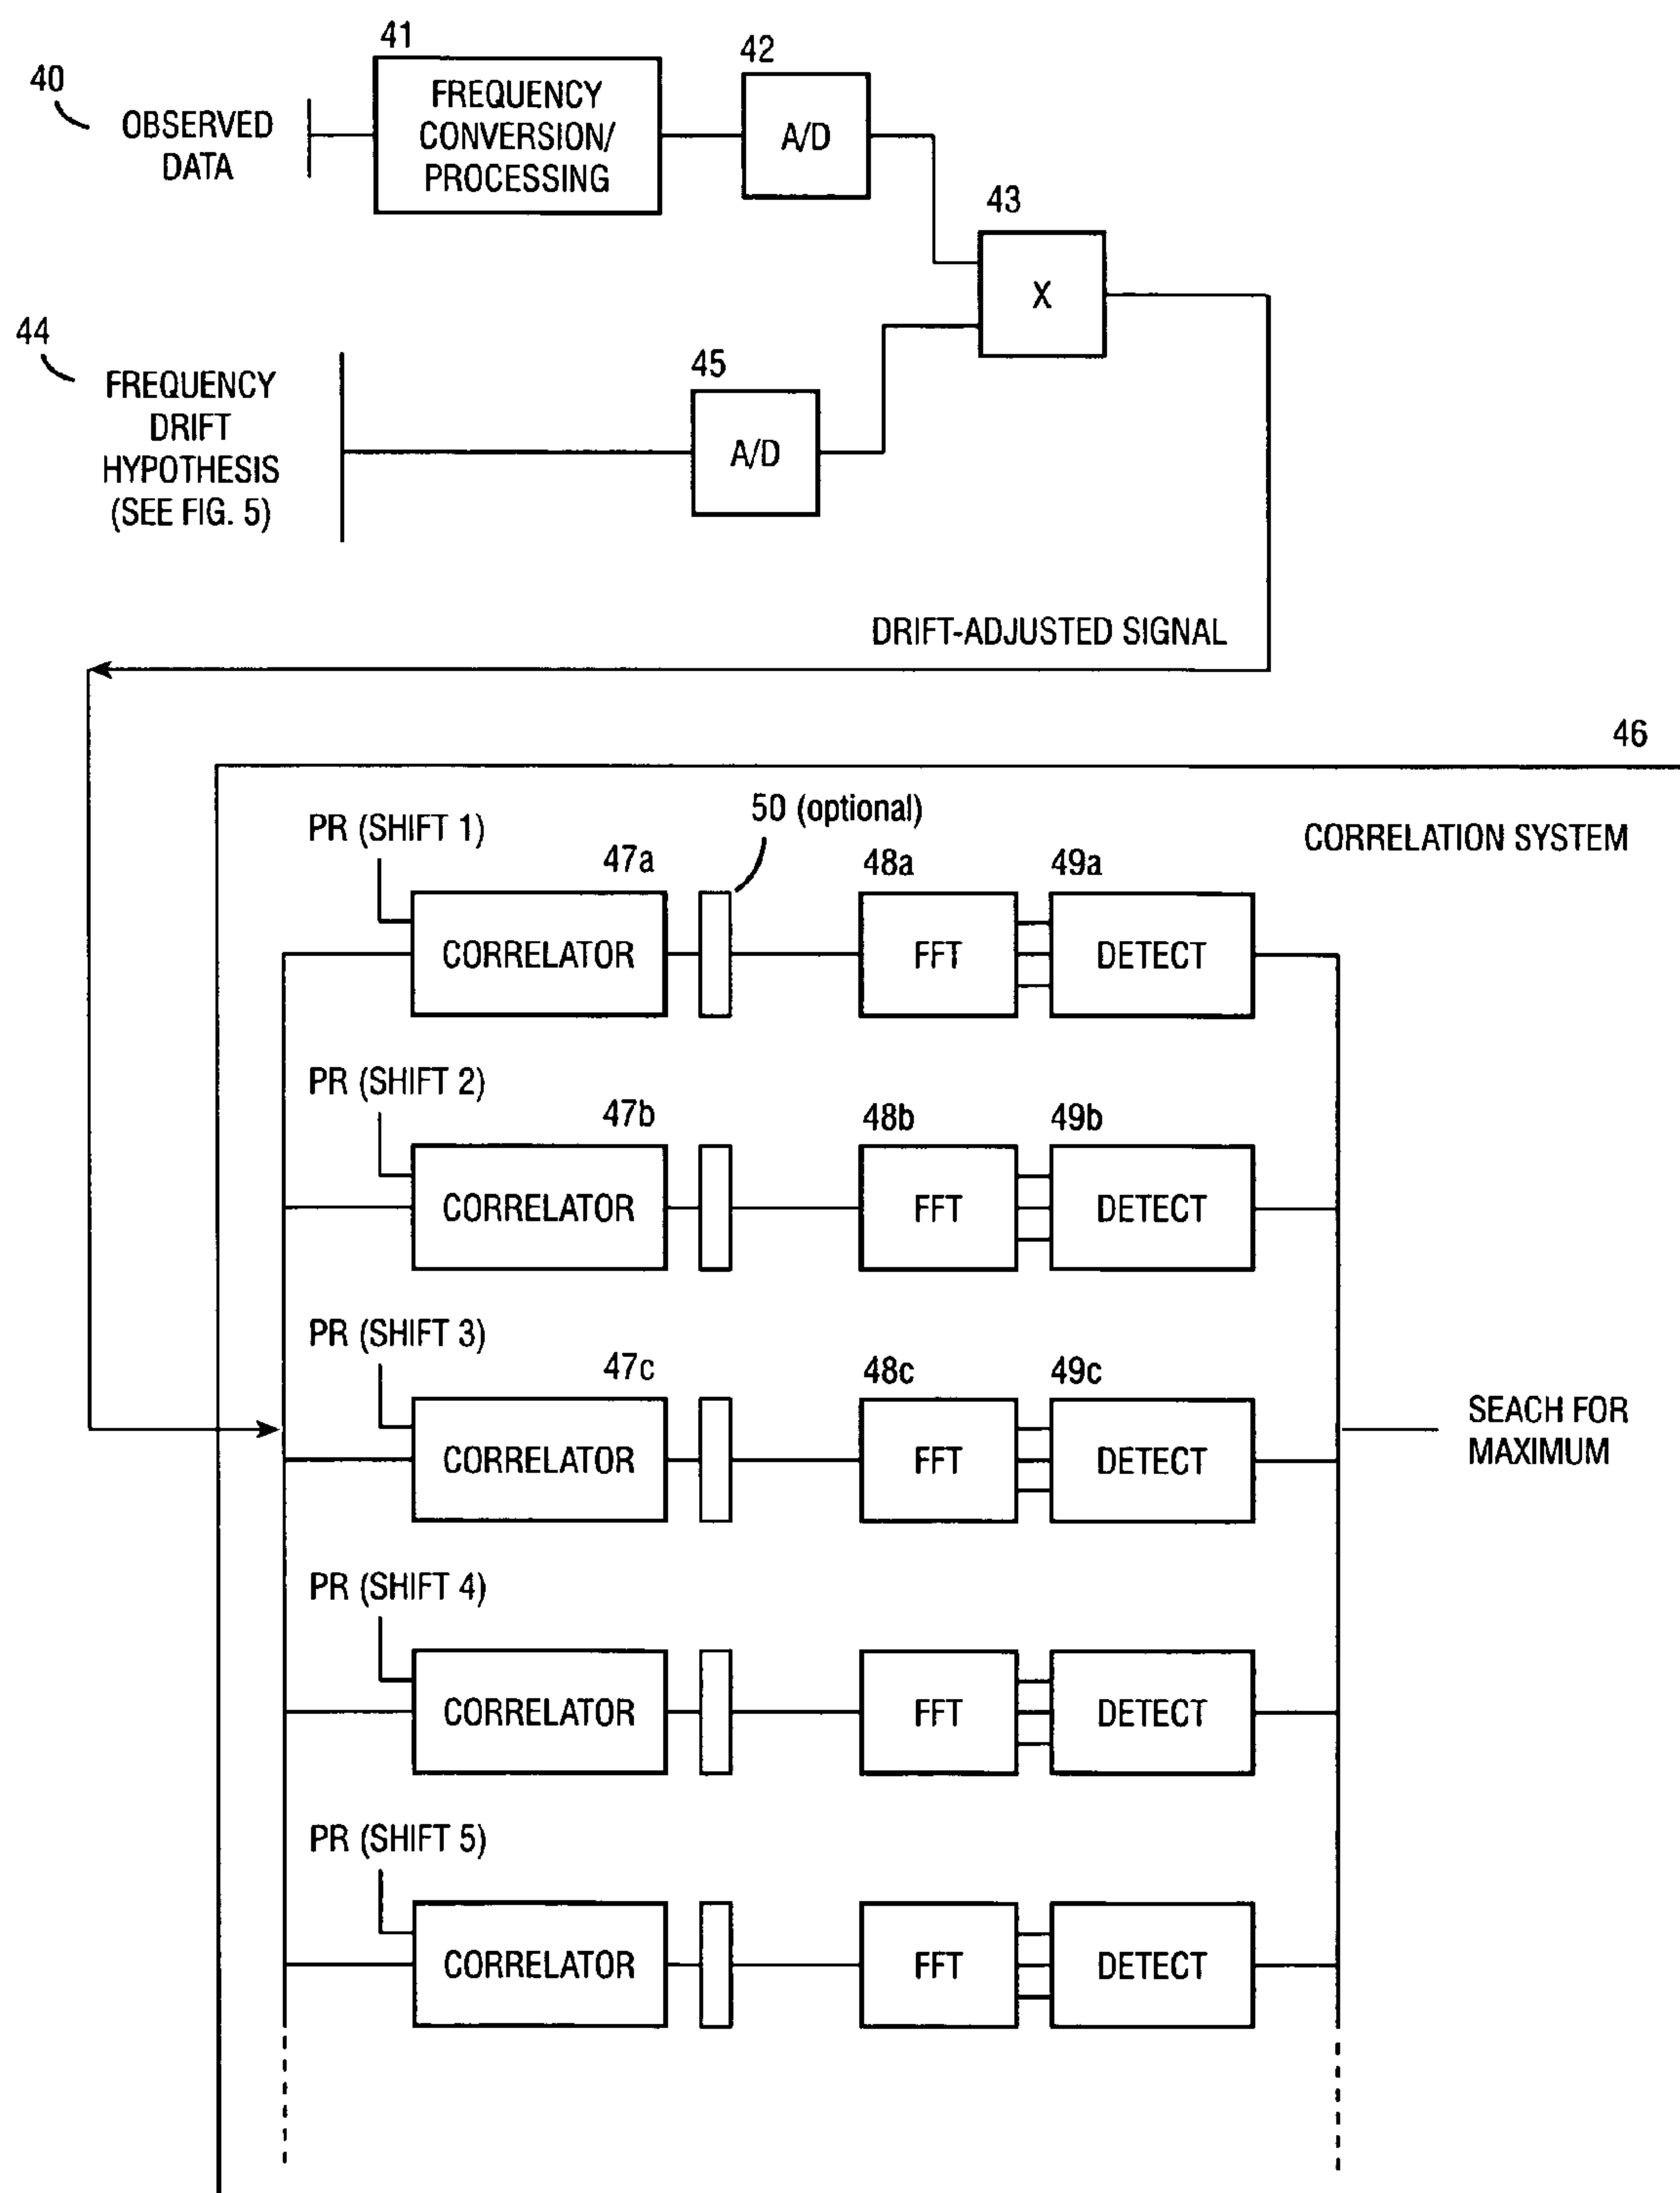 41
42
40
FREQUENCY
CONVERSION/
PROCESSING
OBSERVED
DATA
A/D
43
X
44
45
FREQUENCY
DRIFT
HYPOTHESIS
(SEE FIG. 5)
A/D
DRIFT-ADJUSTED SIGNAL
46
50 (optional)
CORRELATION SYSTEM
PR (SHIFT 1)
47a
48a
49a
CORRELATOR
FFT
DETECT
PR (SHIFT 2)
47b
48b
49b
CORRELATOR
FFT
DETECT
PR (SHIFT 3)
47c
48c
49c
CORRELATOR
FFT
DETECT
SEACH FOR
MAXIMUM
PR (SHIFT 4)
CORRELATOR
FFT
DETECT
PR (SHIFT 5)
CORRELATOR
FFT
DETECT